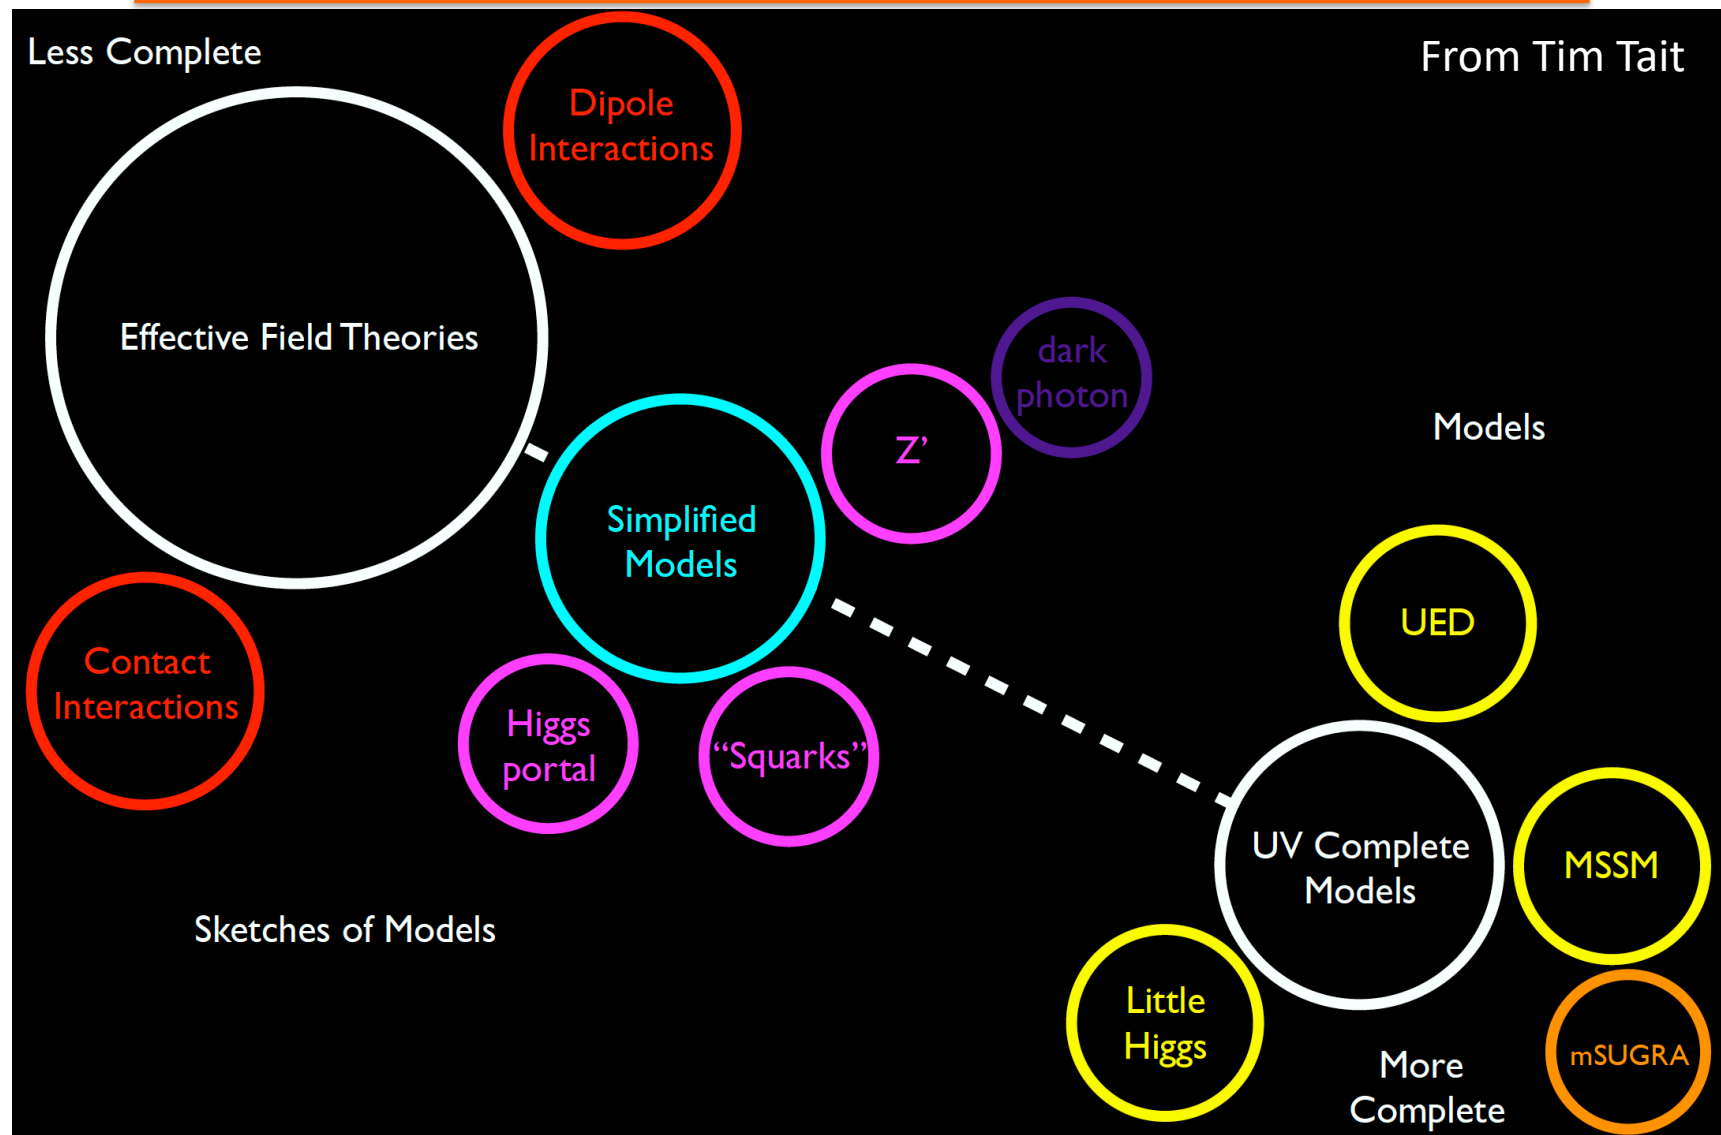 Less Complete
From Tim Tait
Dipole
Interactions
Effective Field Theories
dark
photon
Z’
Models
Simplified
Models
UED
Contact
Interactions
Higgs
portal
“Squarks”
UV Complete
Models
MSSM
Sketches of Models
Little
Higgs
mSUGRA
More
Complete